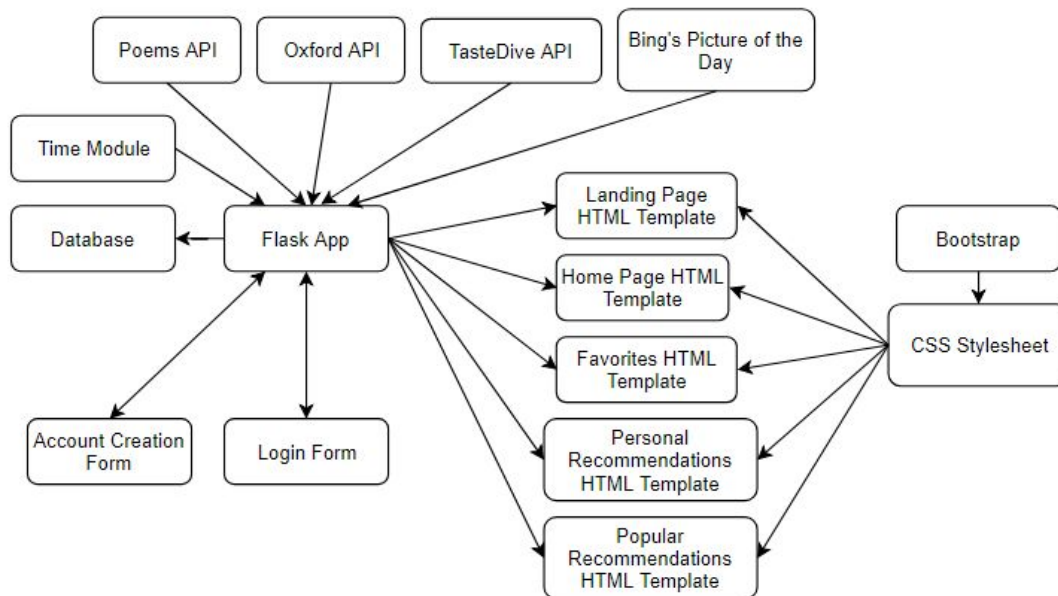 Poems API
Oxford API
TasteDive API
Bing's Picture of the
Day
Time Module
Database
Flask App
Landing Page
HTML Template
Home Page HTML
Template
Favorites HTML
Template
Personal
Recommendations
HTML Template
Popular
Recommendations
HTML Template
Bootstrap
CSS Stylesheet
Account Creation
Form
Login Form